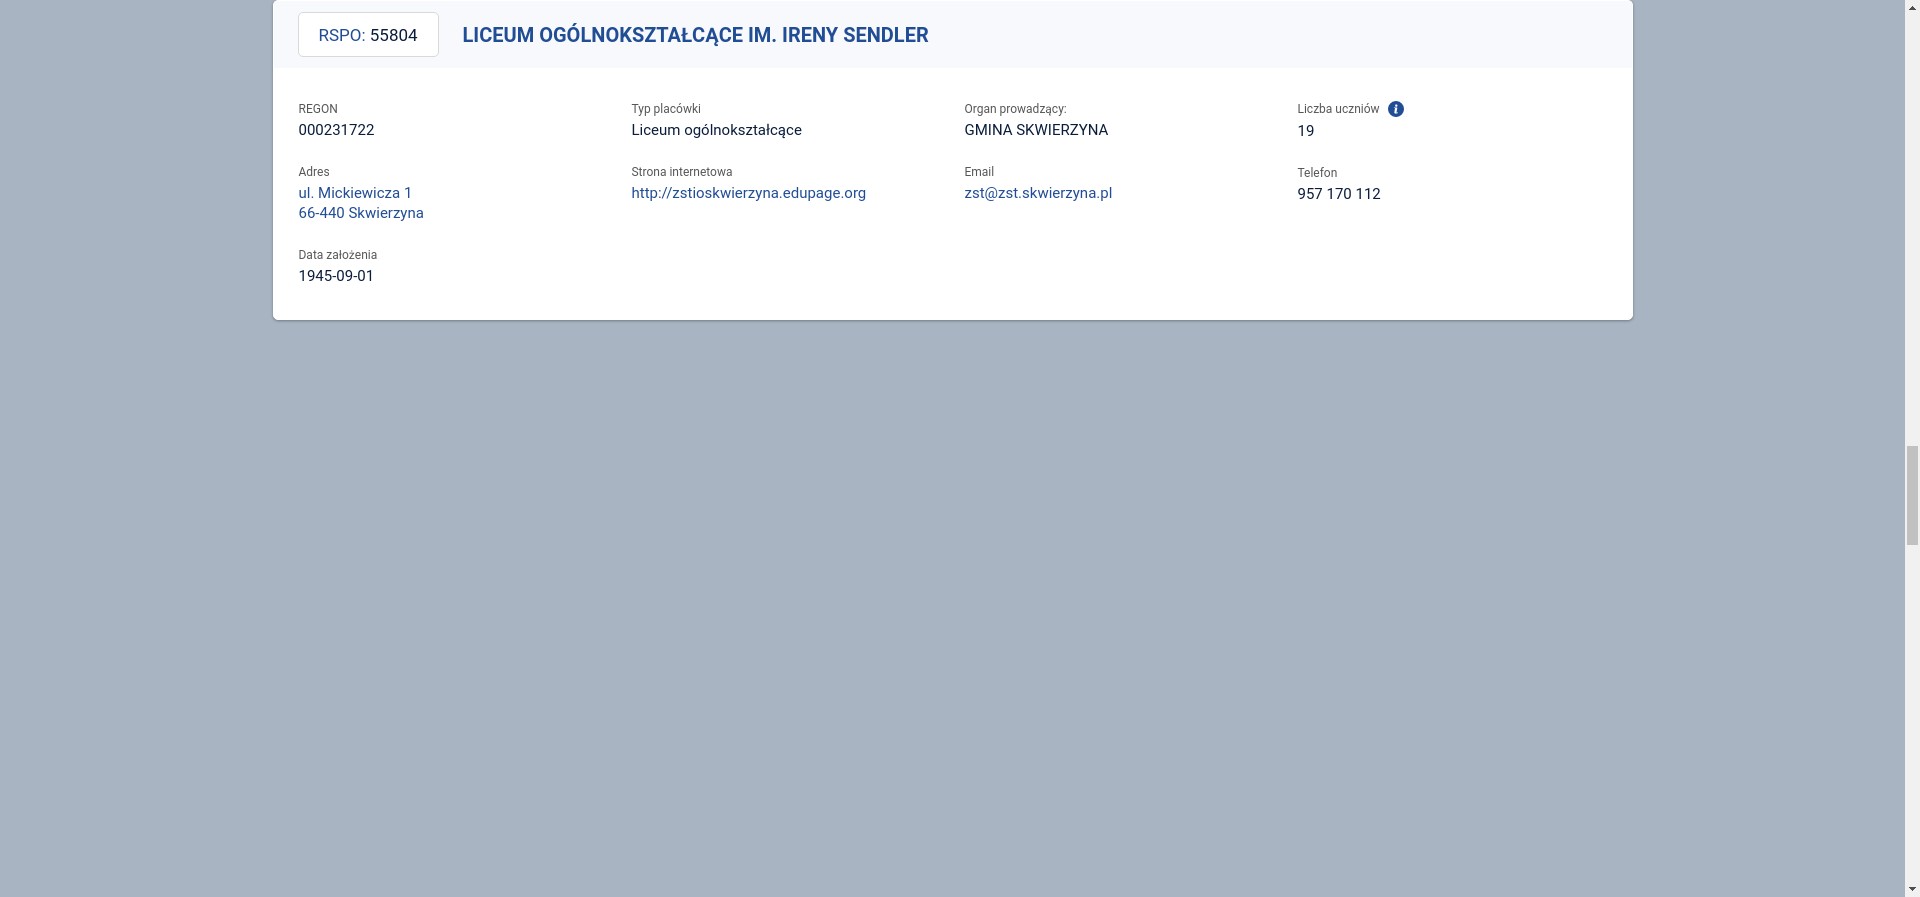 RSPO: 55804
LICEUM OGÓLNOKSZTAŁCĄCE IM. IRENY SENDLER
REGON
000231722
Typ placówki
Liceum ogólnokształcące
Organ prowadzący:
GMINA SKWIERZYNA
Liczba uczniów
19
Adres
ul. Mickiewicza 1
66-440 Skwierzyna
Strona internetowa
http://zstioskwierzyna.edupage.org
Email
zst@zst.skwierzyna.pl
Telefon
957 170 112
Data założenia
1945-09-01